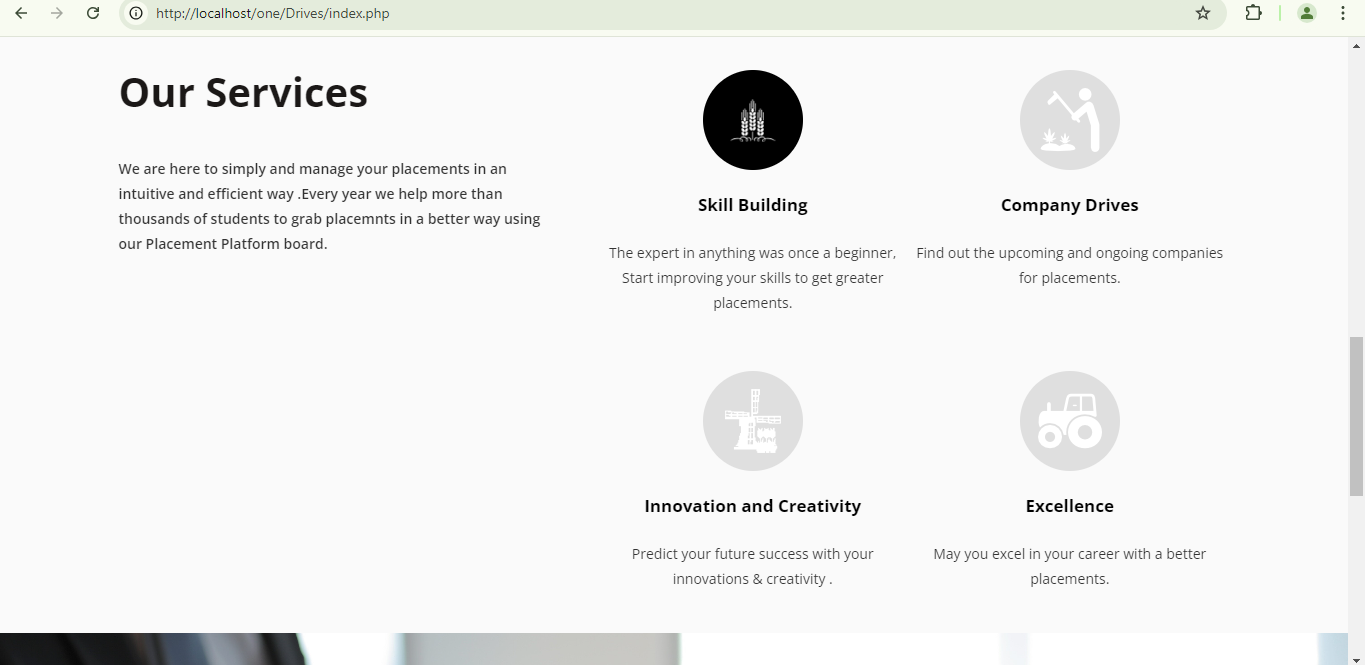 http://localhost/one/Drives/index.php
Our Services
We are here to simply and manage your placements in an
intuitive and efficient way .Every year we help more than
thousands of students to grab placemnts in a better way using
our Placement Platform board.
Skill Building
The expert in anything was once a beginner,
Start improving your skills to get greater
placements.
Company Drives
Find out the upcoming and ongoing companies
for placements.
Innovation and Creativity
Predict your future success with your
innovations & creativity .
Excellence
May you excel in your career with a better
placements.